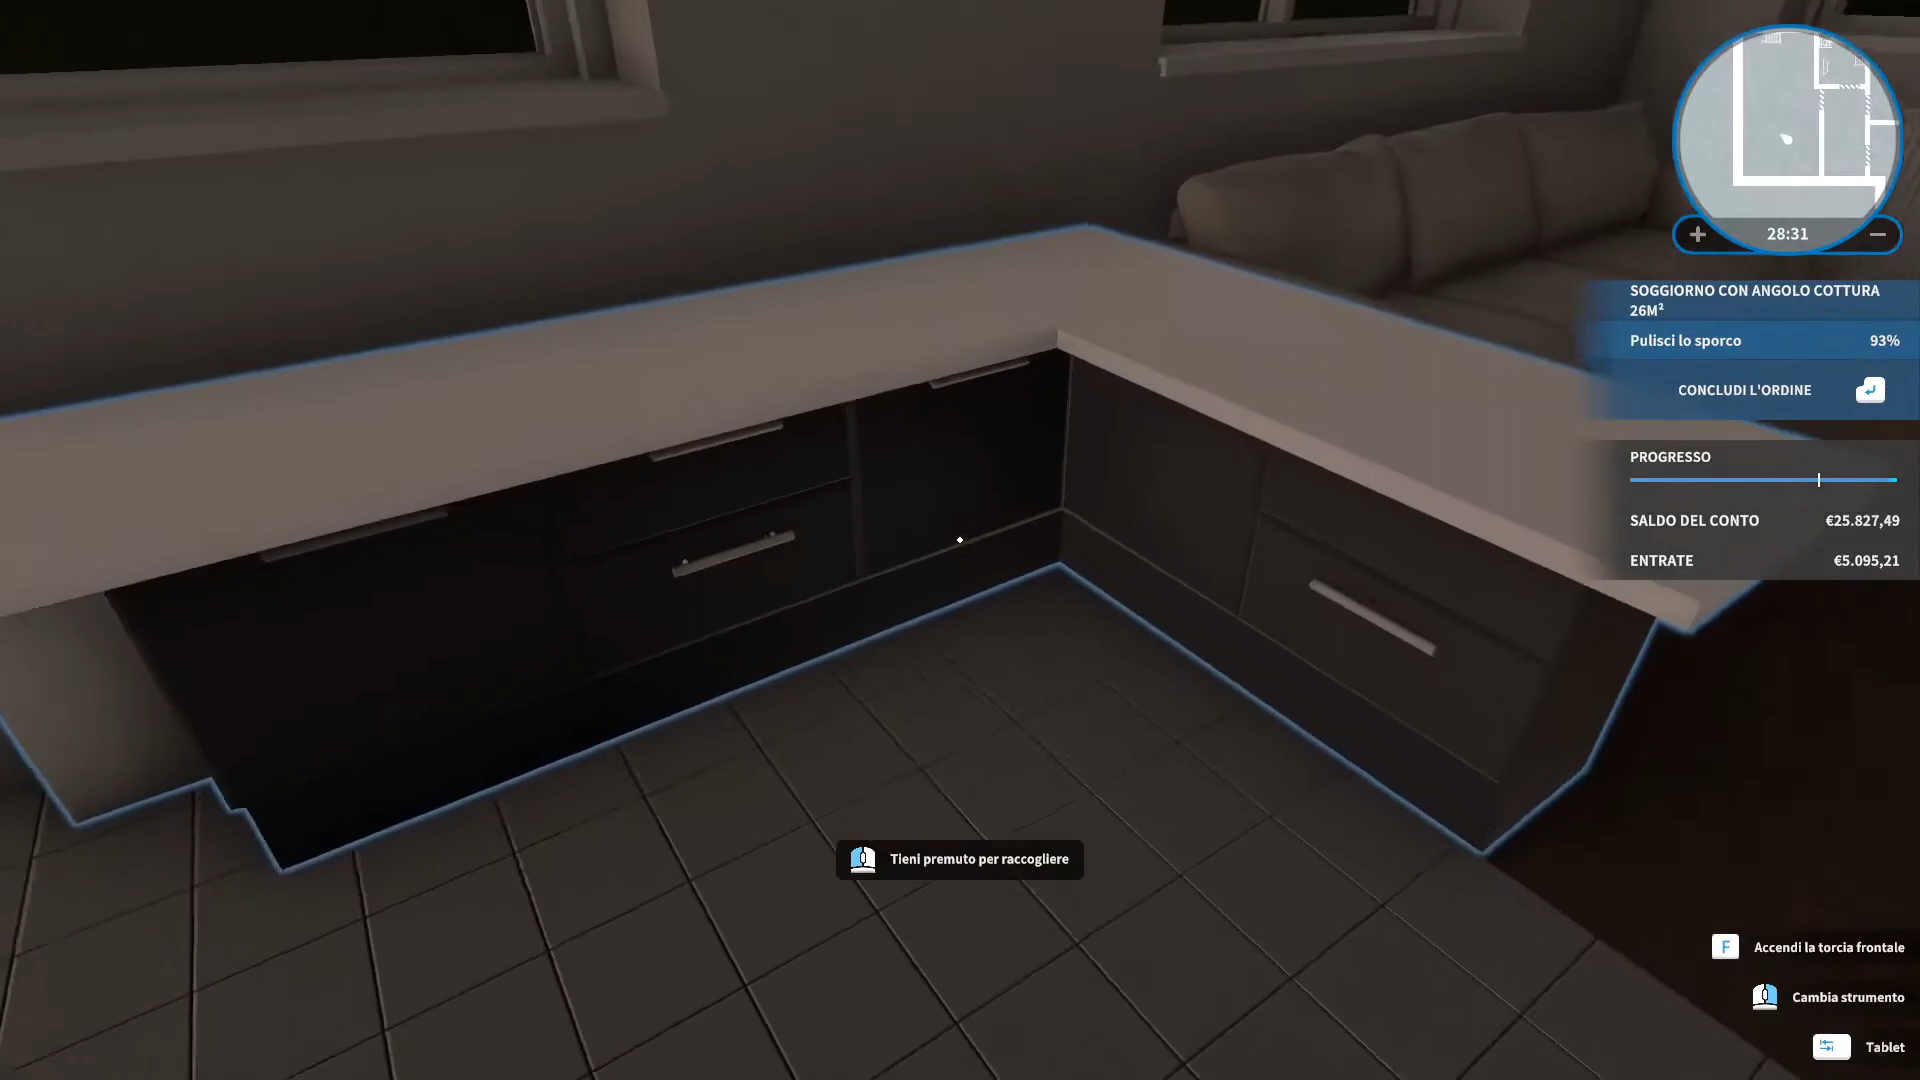 28:31
SOGGIORNO CON ANGOLO COTTURA
26M²
Pulisci lo sporco 93%
CONCLUDI L'ORDINE
PROGRESSO
SALDO DEL CONTO €25.827,49
ENTRATE €5.095,21
Tieni premuto per raccogliere
F Accendi la torcia frontale
Cambia strumento
Tablet